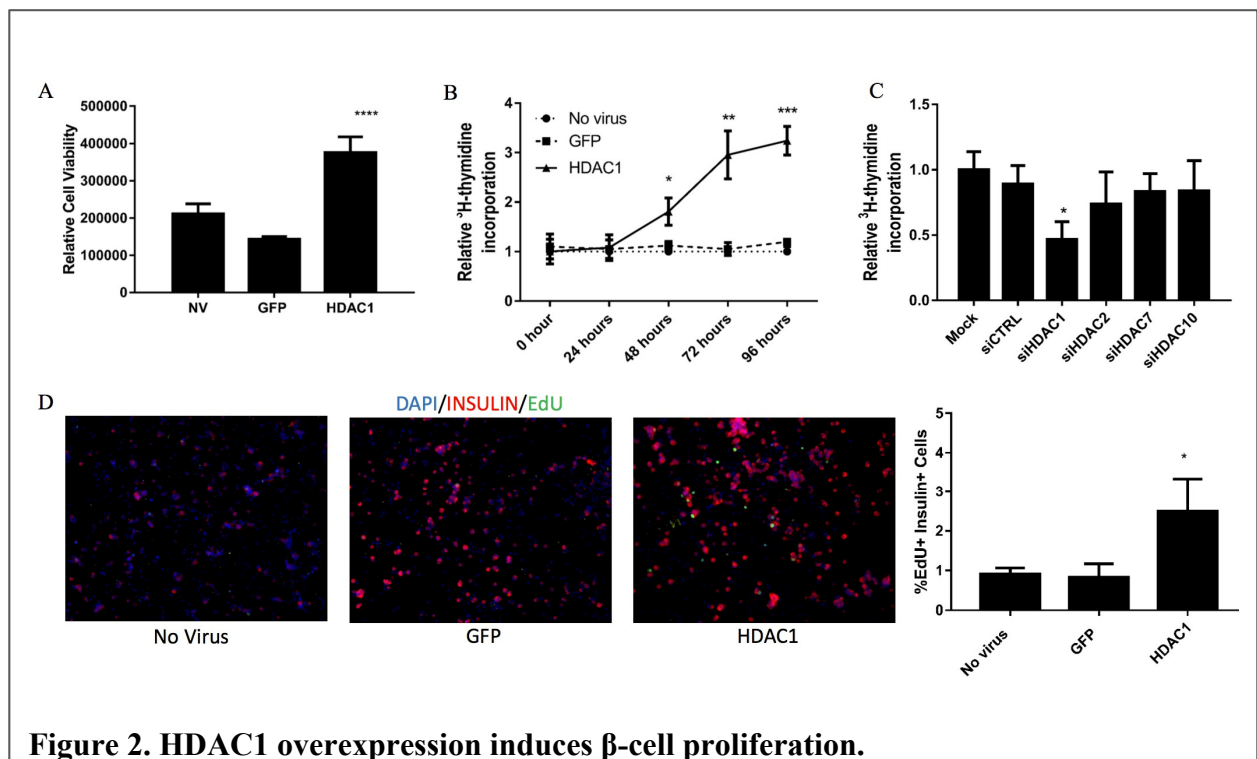 A
Relative Cell Viability
500000
400000
300000
200000
100000
0
****
NV
GFP
HDAC1
B
Relative ³H-thymidine
incorporation
4
3
2
1
0
No virus
GFP
HDAC1
*
**
***
0 hour
24 hours
48 hours
72 hours
96 hours
C
Relative ³H-thymidine
incorporation
1.5
1.0
0.5
0.0
*
Mock
siCTRL
siHDAC1
siHDAC2
siHDAC7
siHDAC10
D
DAPI/INSULIN/EdU
No Virus
GFP
HDAC1
%EdU+ Insulin+ Cells
5
4
3
2
1
0
*
No virus
GFP
HDAC1
Figure 2. HDAC1 overexpression induces β-cell proliferation.